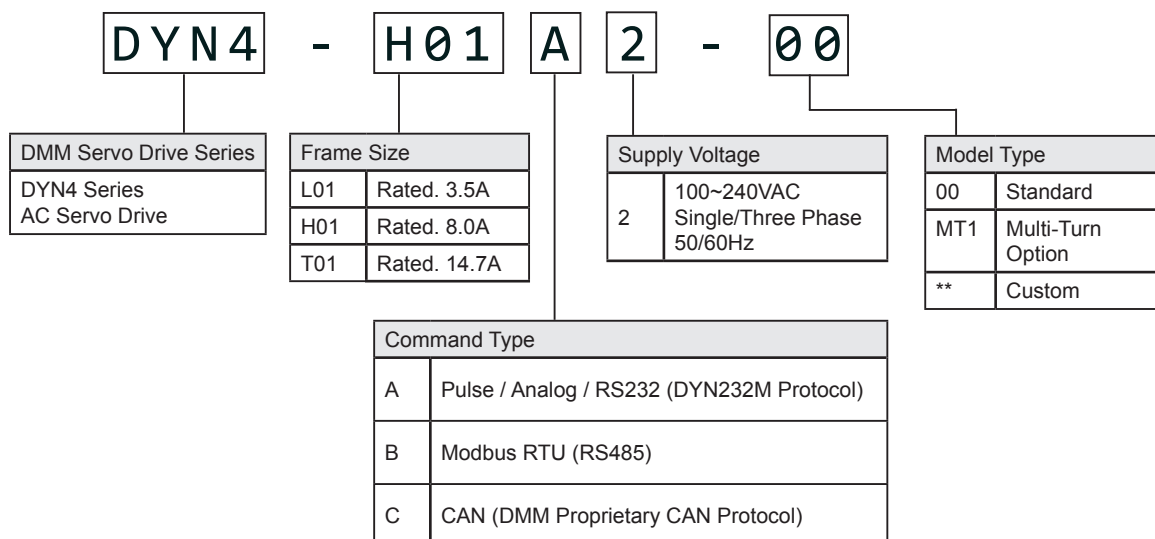 DYN4 - H01 A 2 - 00
DMM Servo Drive Series
DYN4 Series
AC Servo Drive
Frame Size
L01 Rated. 3.5A
H01 Rated. 8.0A
T01 Rated. 14.7A
Supply Voltage
2 100~240VAC
Single/Three Phase
50/60Hz
Model Type
00 Standard
MT1 Multi-Turn
Option
** Custom
Command Type
A Pulse / Analog / RS232 (DYN232M Protocol)
B Modbus RTU (RS485)
C CAN (DMM Proprietary CAN Protocol)